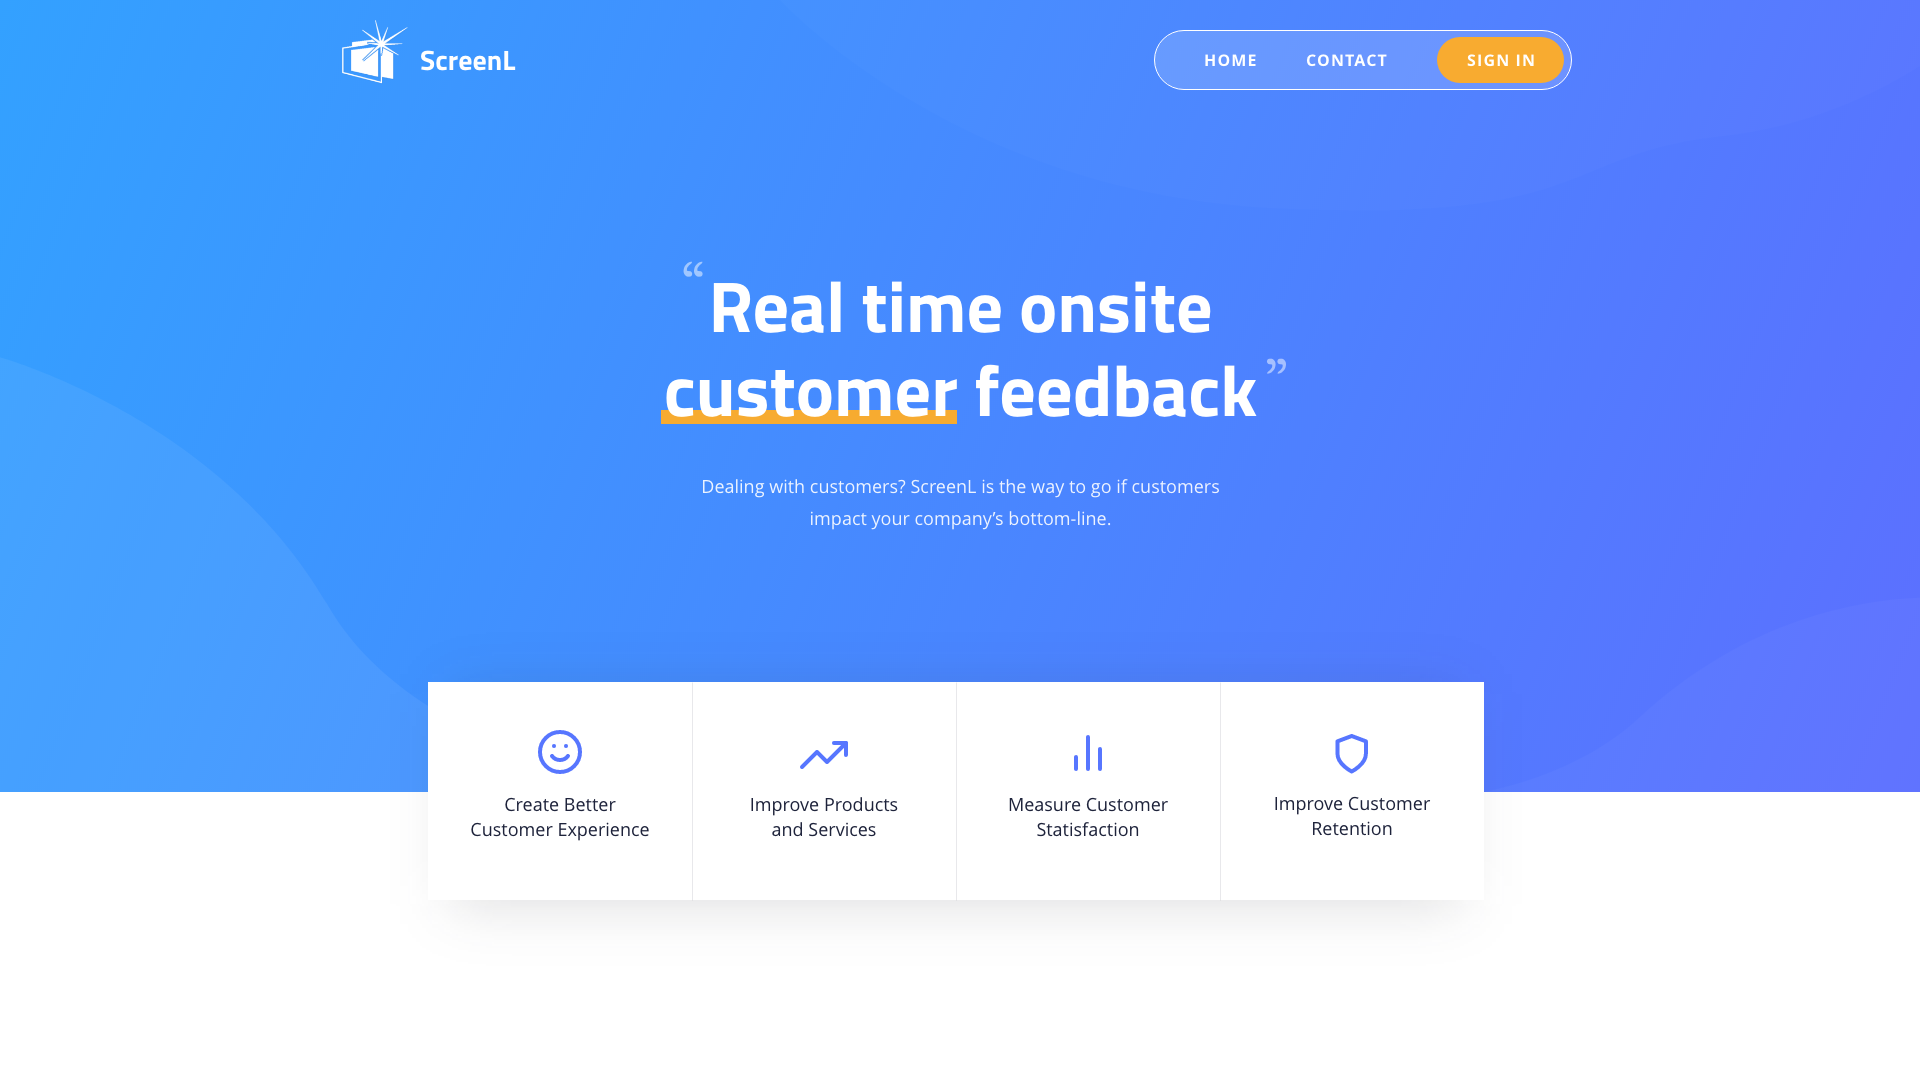 ScreenL
HOME CONTACT SIGN IN
“Real time onsite
customer feedback”
Dealing with customers? ScreenL is the way to go if customers
impact your company’s bottom-line.
Create Better
Customer Experience
Improve Products
and Services
Measure Customer
Statisfaction
Improve Customer
Retention